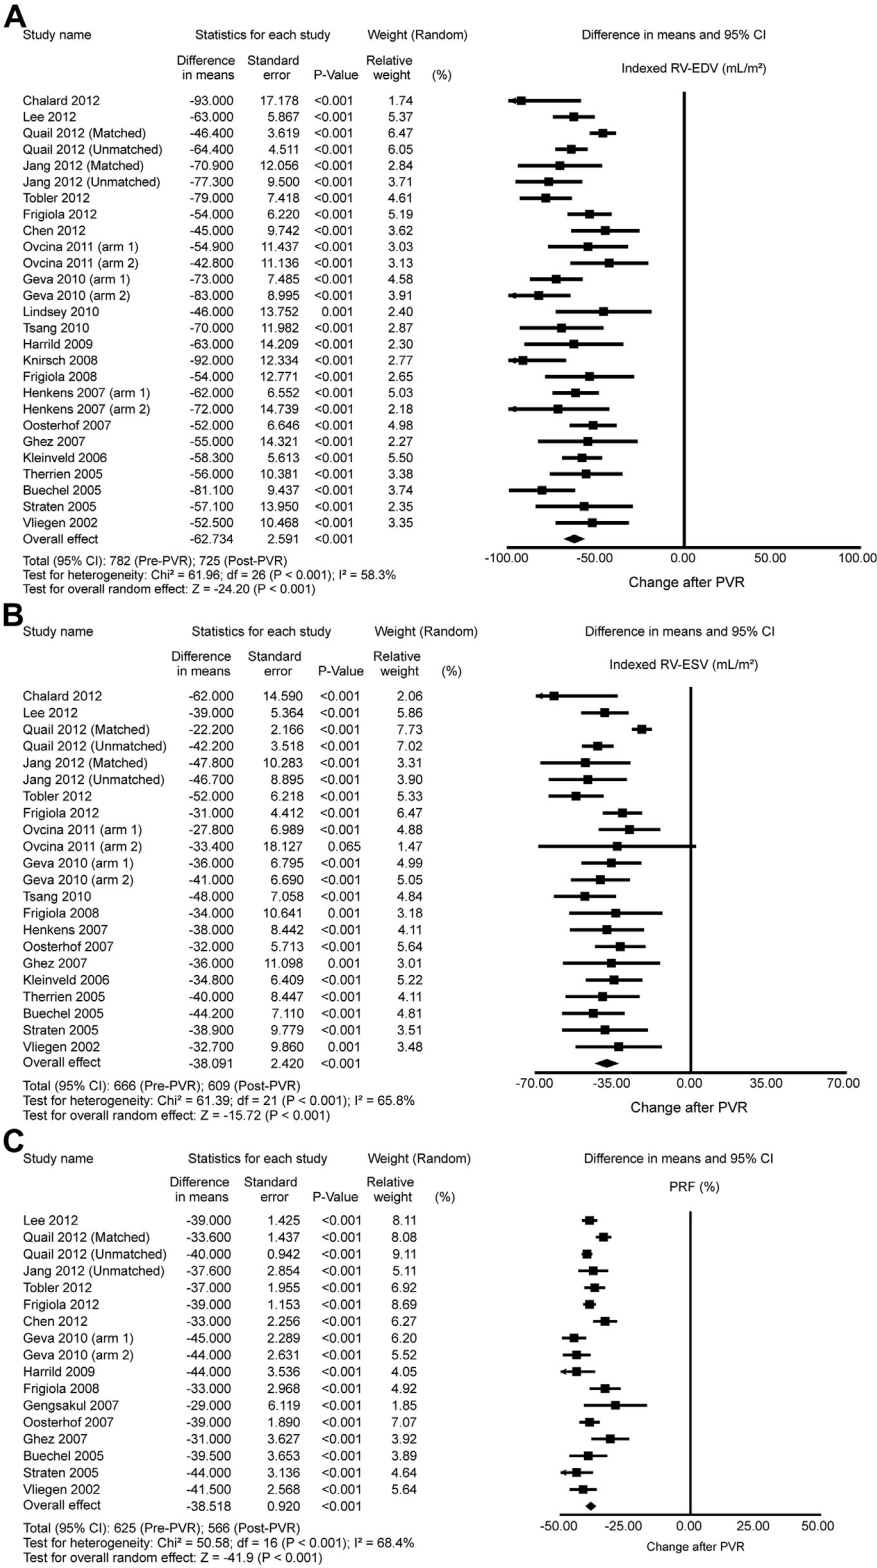 A
Study name Statistics for each study Weight (Random) Difference in means and 95% CI
Difference in means Standard error P-Value Relative weight (%) Indexed RV-EDV (mL/m²)
Chalard 2012 -93.000 17.178 <0.001 1.74
Lee 2012 -63.000 5.867 <0.001 5.37
Quail 2012 (Matched) -46.400 3.619 <0.001 6.47
Quail 2012 (Unmatched) -64.400 4.511 <0.001 6.05
Jang 2012 (Matched) -70.900 12.056 <0.001 2.84
Jang 2012 (Unmatched) -77.300 9.500 <0.001 3.71
Tobler 2012 -79.000 7.418 <0.001 4.61
Frigiola 2012 -54.000 6.220 <0.001 5.19
Chen 2012 -45.000 9.742 <0.001 3.62
Ovcina 2011 (arm 1) -54.900 11.437 <0.001 3.03
Ovcina 2011 (arm 2) -42.800 11.136 <0.001 3.13
Geva 2010 (arm 1) -73.000 7.485 <0.001 4.58
Geva 2010 (arm 2) -83.000 8.995 <0.001 3.91
Lindsey 2010 -46.000 13.752 0.001 2.40
Tsang 2010 -70.000 11.982 <0.001 2.87
Harrild 2009 -63.000 14.209 <0.001 2.30
Knirsch 2008 -92.000 12.334 <0.001 2.77
Frigiola 2008 -54.000 12.771 <0.001 2.65
Henkens 2007 (arm 1) -62.000 6.552 <0.001 5.03
Henkens 2007 (arm 2) -72.000 14.739 <0.001 2.18
Oosterhof 2007 -52.000 6.646 <0.001 4.98
Ghez 2007 -55.000 14.321 <0.001 2.27
Kleinveld 2006 -58.300 5.613 <0.001 5.50
Therrien 2005 -56.000 10.381 <0.001 3.38
Buechel 2005 -81.100 9.437 <0.001 3.74
Straten 2005 -57.100 13.950 <0.001 2.35
Vliegen 2002 -52.500 10.468 <0.001 3.35
Overall effect -62.734 2.591 <0.001
-100.00 -50.00 0.00 50.00 100.00
Total (95% CI): 782 (Pre-PVR); 725 (Post-PVR)
Test for heterogeneity: Chi² = 61.96; df = 26 (P < 0.001); I² = 58.3%
Test for overall random effect: Z = -24.20 (P < 0.001)
Change after PVR
B
Study name Statistics for each study Weight (Random) Difference in means and 95% CI
Difference in means Standard error P-Value Relative weight (%) Indexed RV-ESV (mL/m²)
Chalard 2012 -62.000 14.590 <0.001 2.06
Lee 2012 -39.000 5.364 <0.001 5.86
Quail 2012 (Matched) -22.200 2.166 <0.001 7.73
Quail 2012 (Unmatched) -42.200 3.518 <0.001 7.02
Jang 2012 (Matched) -47.800 10.283 <0.001 3.31
Jang 2012 (Unmatched) -46.700 8.895 <0.001 3.90
Tobler 2012 -52.000 6.218 <0.001 5.33
Frigiola 2012 -31.000 4.412 <0.001 6.47
Ovcina 2011 (arm 1) -27.800 6.989 <0.001 4.88
Ovcina 2011 (arm 2) -33.400 18.127 0.065 1.47
Geva 2010 (arm 1) -36.000 6.795 <0.001 4.99
Geva 2010 (arm 2) -41.000 6.690 <0.001 5.05
Tsang 2010 -48.000 7.058 <0.001 4.84
Frigiola 2008 -34.000 10.641 0.001 3.18
Henkens 2007 -38.000 8.442 <0.001 4.11
Oosterhof 2007 -32.000 5.713 <0.001 5.64
Ghez 2007 -36.000 11.098 0.001 3.01
Kleinveld 2006 -34.800 6.409 <0.001 5.22
Therrien 2005 -40.000 8.447 <0.001 4.11
Buechel 2005 -44.200 7.110 <0.001 4.81
Straten 2005 -38.900 9.779 <0.001 3.51
Vliegen 2002 -32.700 9.860 0.001 3.48
Overall effect -38.091 2.420 <0.001
-70.00 -35.00 0.00 35.00 70.00
Total (95% CI): 666 (Pre-PVR); 609 (Post-PVR)
Test for heterogeneity: Chi² = 61.39; df = 21 (P < 0.001); I² = 65.8%
Test for overall random effect: Z = -15.72 (P < 0.001)
Change after PVR
C
Study name Statistics for each study Weight (Random) Difference in means and 95% CI
Difference in means Standard error P-Value Relative weight (%) PRF (%)
Lee 2012 -39.000 1.425 <0.001 8.11
Quail 2012 (Matched) -33.600 1.437 <0.001 8.08
Quail 2012 (Unmatched) -40.000 0.942 <0.001 9.11
Jang 2012 (Unmatched) -37.600 2.854 <0.001 5.11
Tobler 2012 -37.000 1.955 <0.001 6.92
Frigiola 2012 -39.000 1.153 <0.001 8.69
Chen 2012 -33.000 2.256 <0.001 6.27
Geva 2010 (arm 1) -45.000 2.289 <0.001 6.20
Geva 2010 (arm 2) -44.000 2.631 <0.001 5.52
Harrild 2009 -44.000 3.536 <0.001 4.05
Frigiola 2008 -33.000 2.968 <0.001 4.92
Gengsakul 2007 -29.000 6.119 <0.001 1.85
Oosterhof 2007 -39.000 1.890 <0.001 7.07
Ghez 2007 -31.000 3.627 <0.001 3.92
Buechel 2005 -39.500 3.653 <0.001 3.89
Straten 2005 -44.000 3.136 <0.001 4.64
Vliegen 2002 -41.500 2.568 <0.001 5.64
Overall effect -38.518 0.920 <0.001
-50.00 -25.00 0.00 25.00 50.00
Total (95% CI): 625 (Pre-PVR); 566 (Post-PVR)
Test for heterogeneity: Chi² = 50.58; df = 16 (P < 0.001); I² = 68.4%
Test for overall random effect: Z = -41.9 (P < 0.001)
Change after PVR